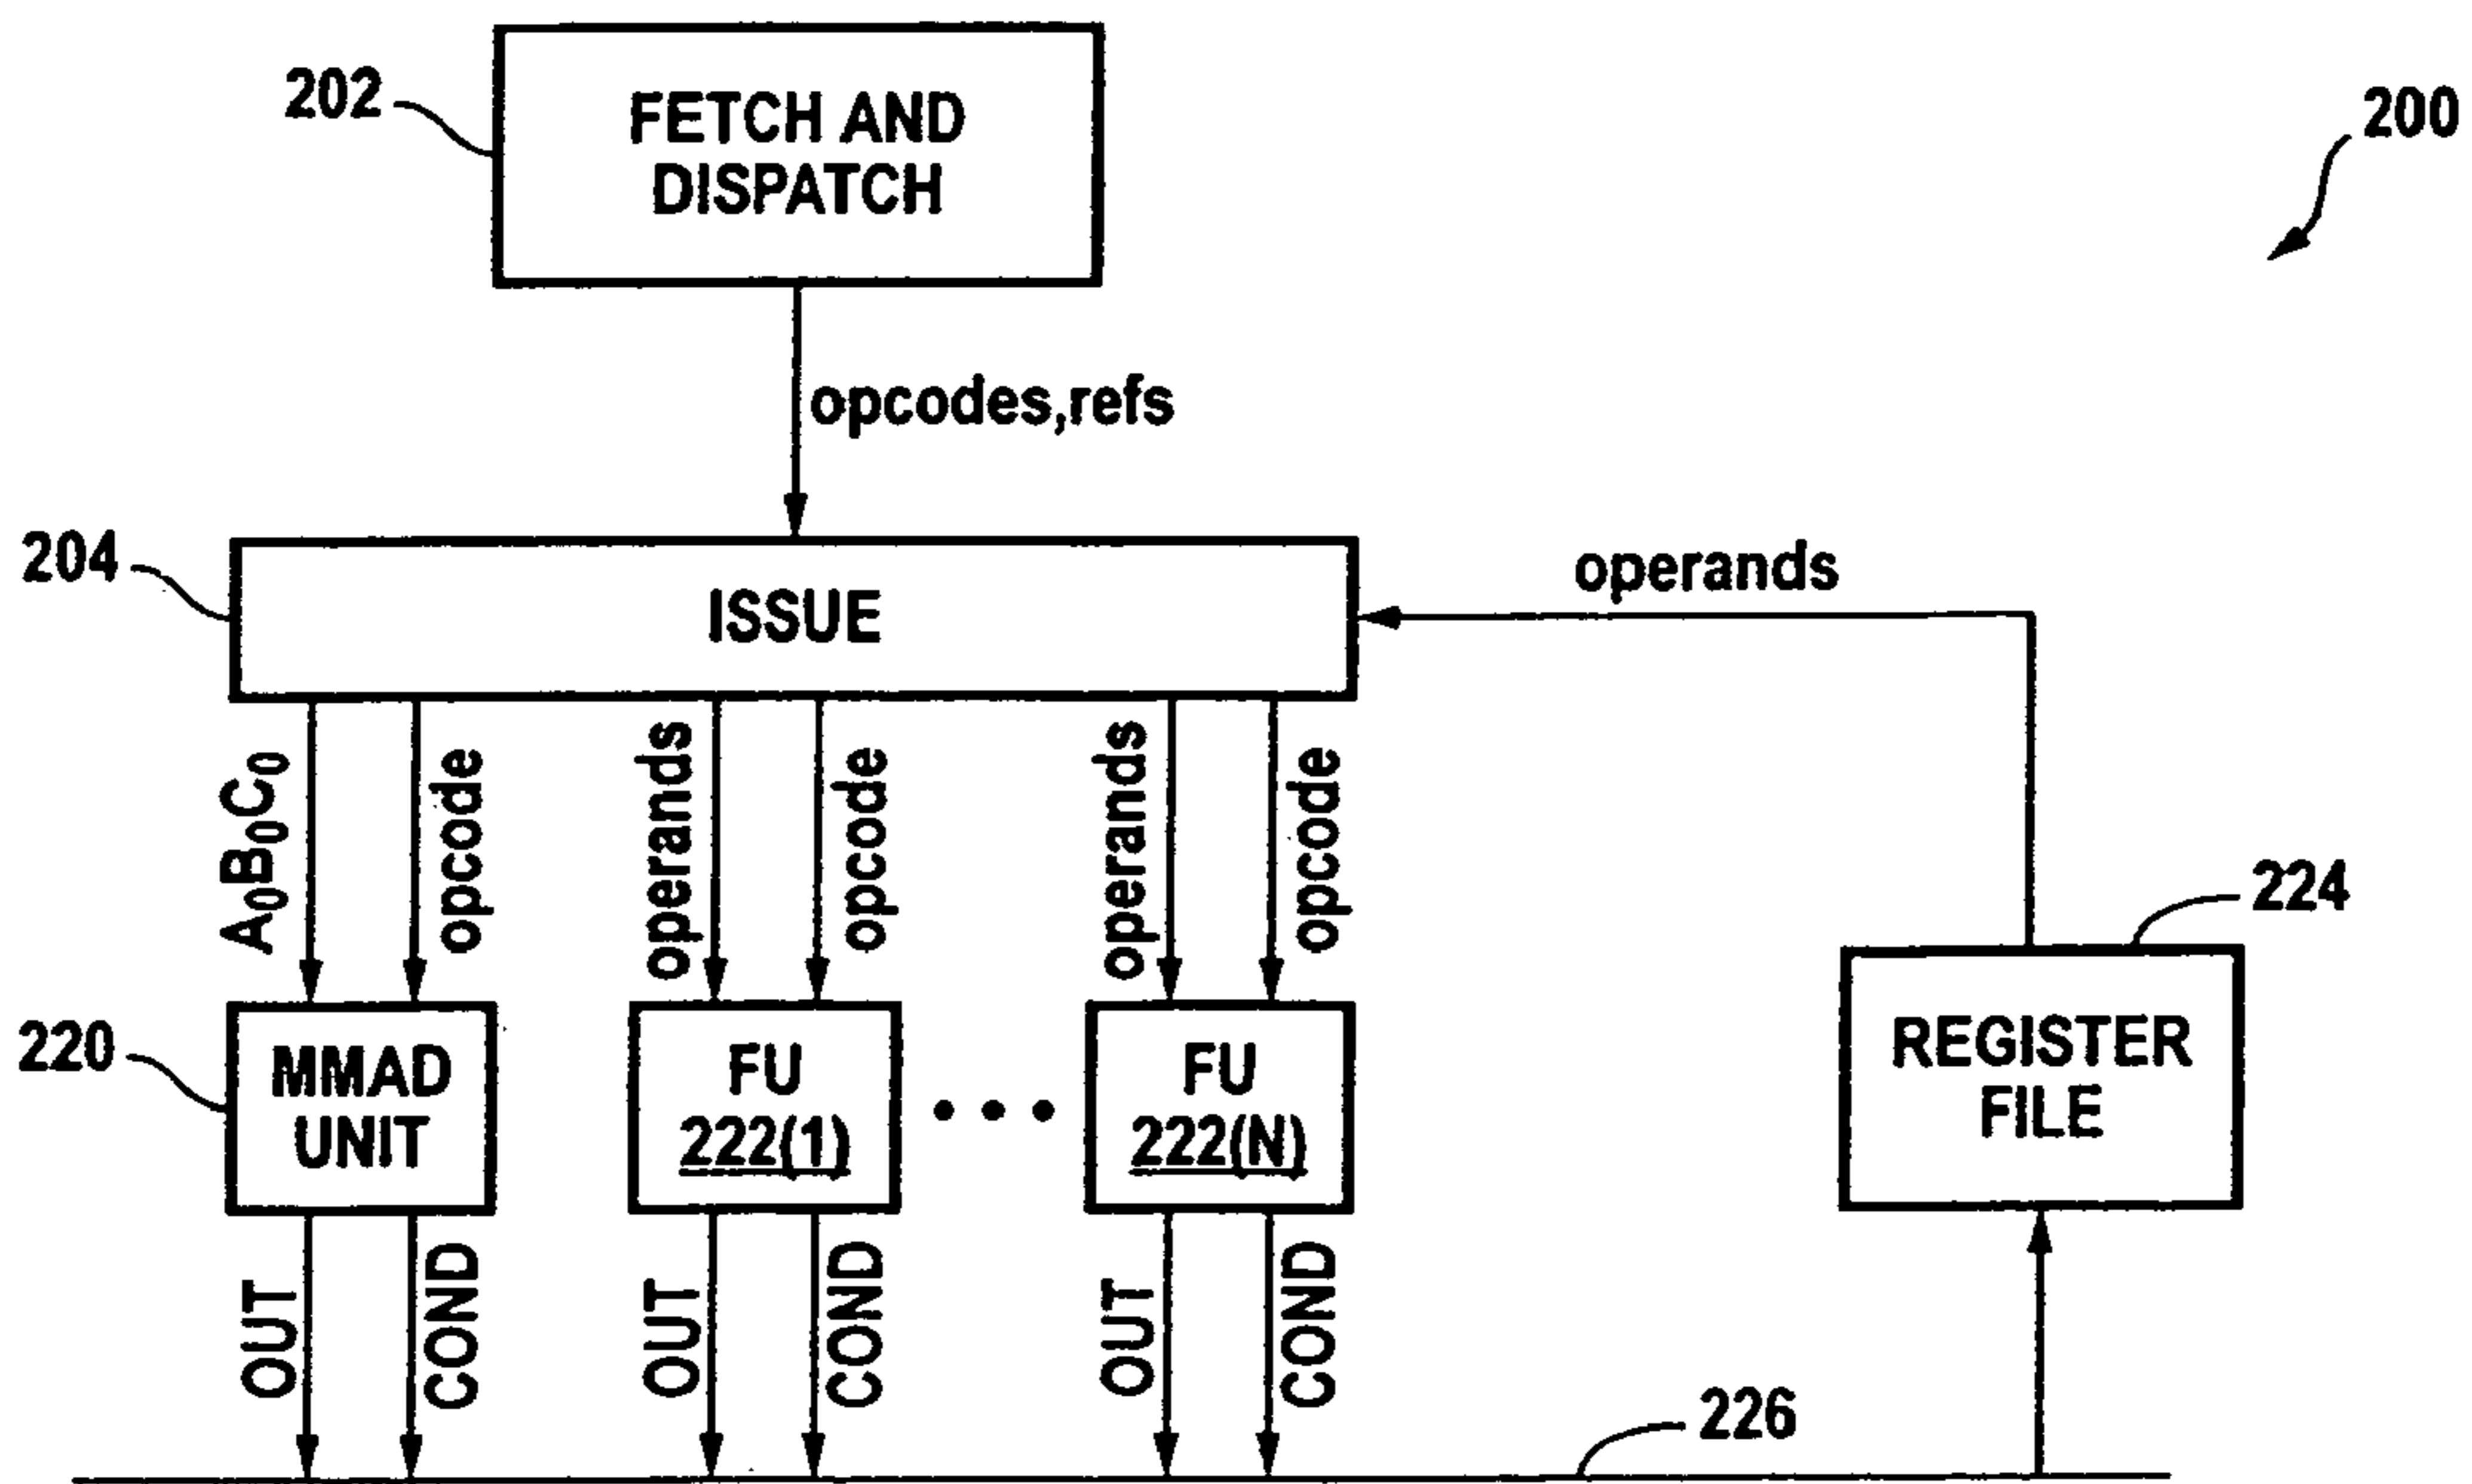 202
FETCH AND
DISPATCH
200
opcodes,refs
204
ISSUE
operands
A₀B₀C₀
opcode
operands
opcode
operands
opcode
224
220
MMAD
UNIT
FU
222(1)
FU
222(N)
REGISTER
FILE
OUT
COND
OUT
COND
OUT
COND
226